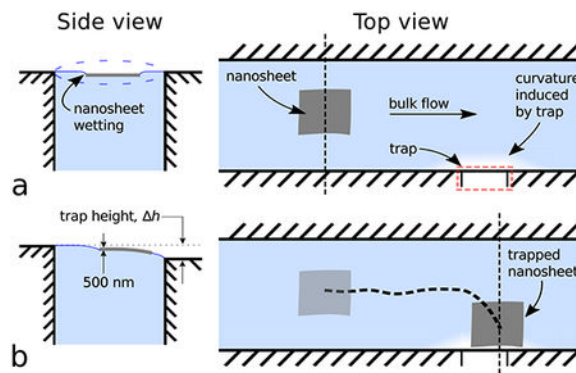 Side view
Top view
nanosheet
wetting
a
nanosheet
bulk flow
trap
curvature
induced
by trap
trap height, Δh
500 nm
b
trapped
nanosheet